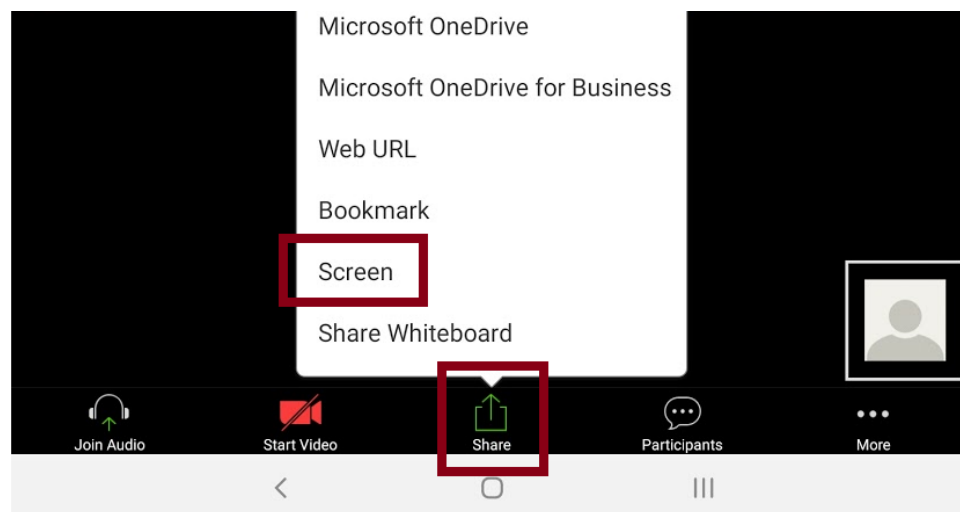 Microsoft OneDrive
Microsoft OneDrive for Business
Web URL
Bookmark
Screen
Share Whiteboard
Join Audio
Start Video
Share
Participants
More